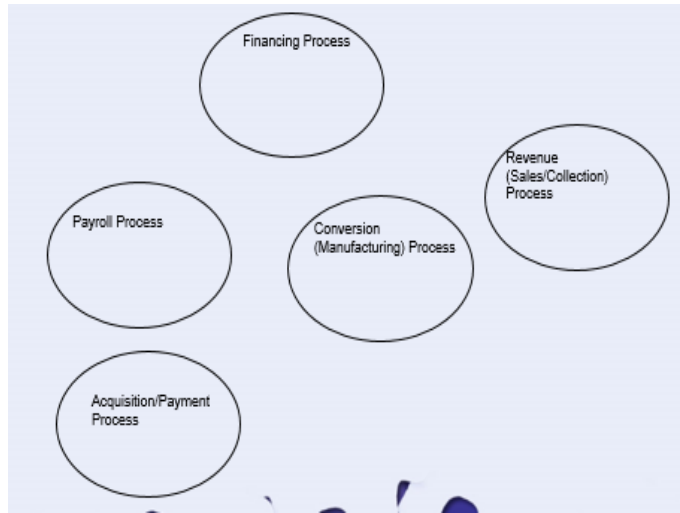 Financing Process
Revenue
(Sales/Collection)
Process
Payroll Process
Conversion
(Manufacturing) Process
Acquisition/Payment
Process